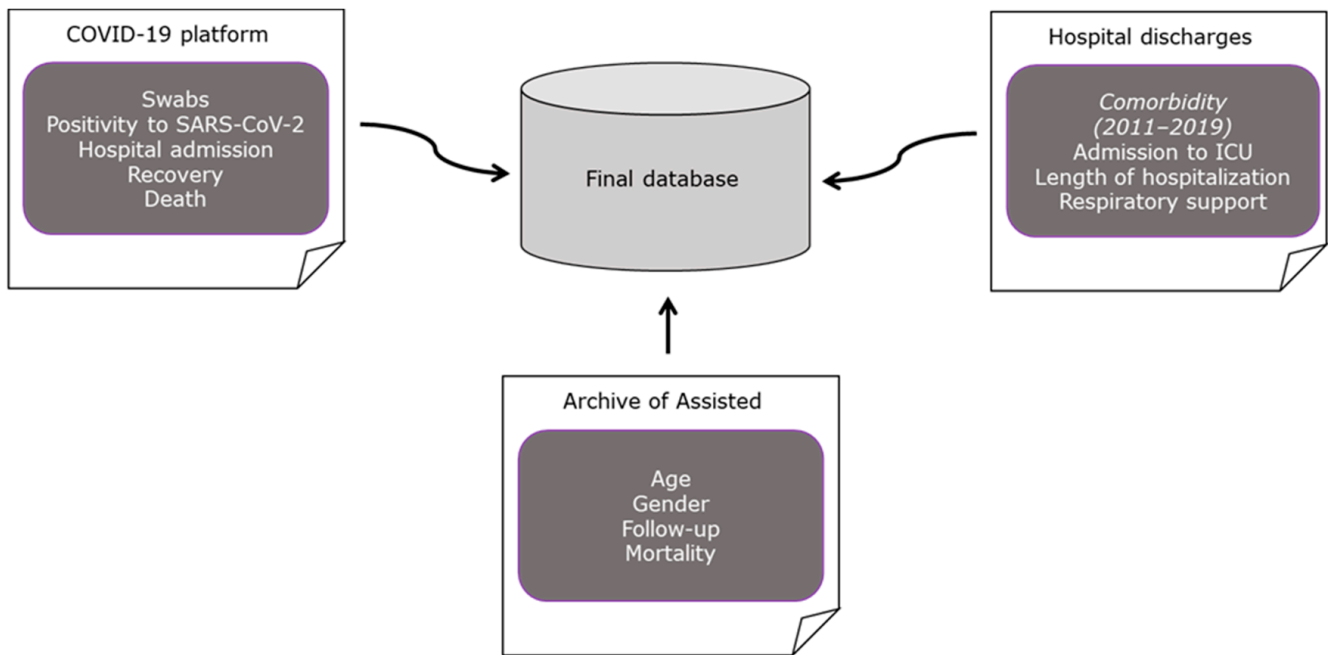 COVID-19 platform
Swabs
Positivity to SARS-CoV-2
Hospital admission
Recovery
Death
Final database
Hospital discharges
Comorbidity
(2011–2019)
Admission to ICU
Length of hospitalization
Respiratory support
Archive of Assisted
Age
Gender
Follow-up
Mortality